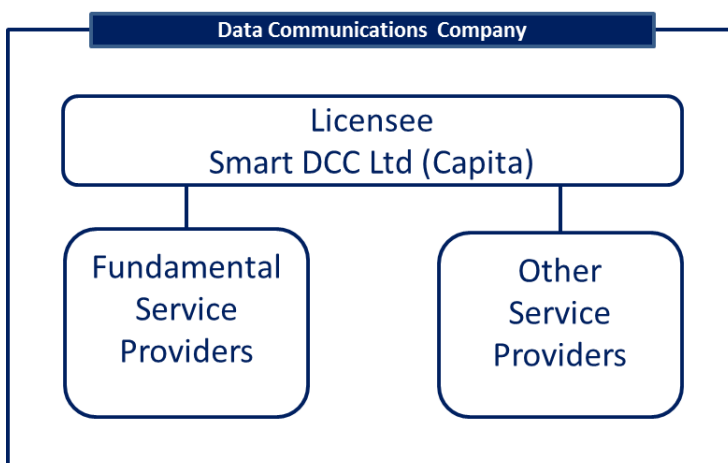 Data Communications Company
Licensee
Smart DCC Ltd (Capita)
Fundamental
Service
Providers
Other
Service
Providers